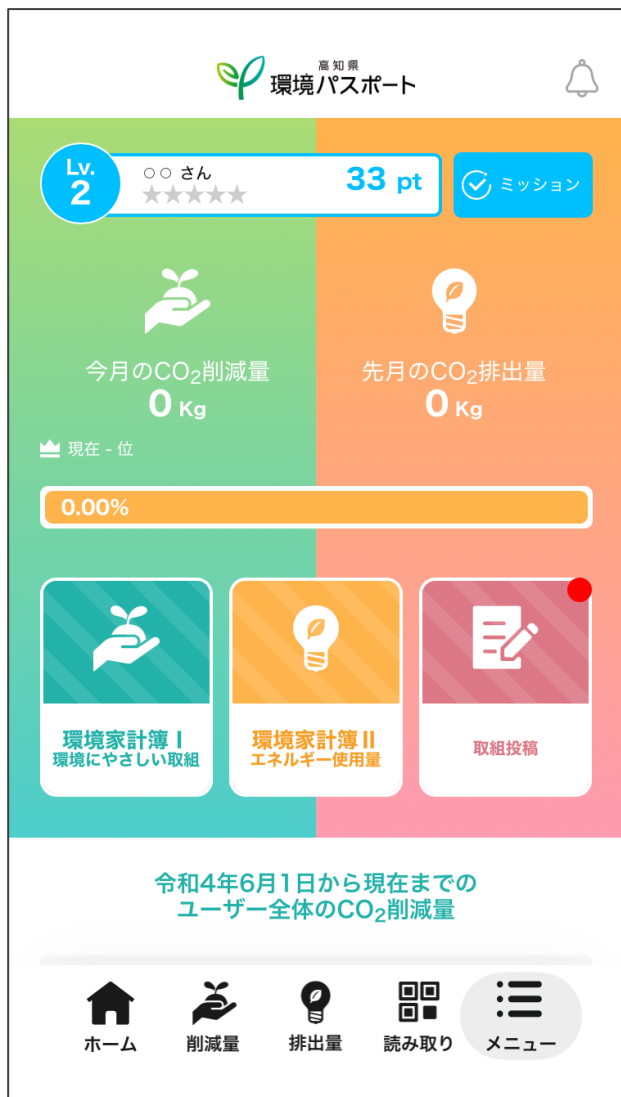 高知県
環境パスポート
Lv.
2
○○ さん
33 pt
ミッション
今月のCO₂削減量
0 Kg
先月のCO₂排出量
0 Kg
現在 - 位
0.00%
環境家計簿Ⅰ
環境にやさしい取組
環境家計簿Ⅱ
エネルギー使用量
取組投稿
令和4年6月1日から現在までの
ユーザー全体のCO₂削減量
ホーム
削減量
排出量
読み取り
メニュー